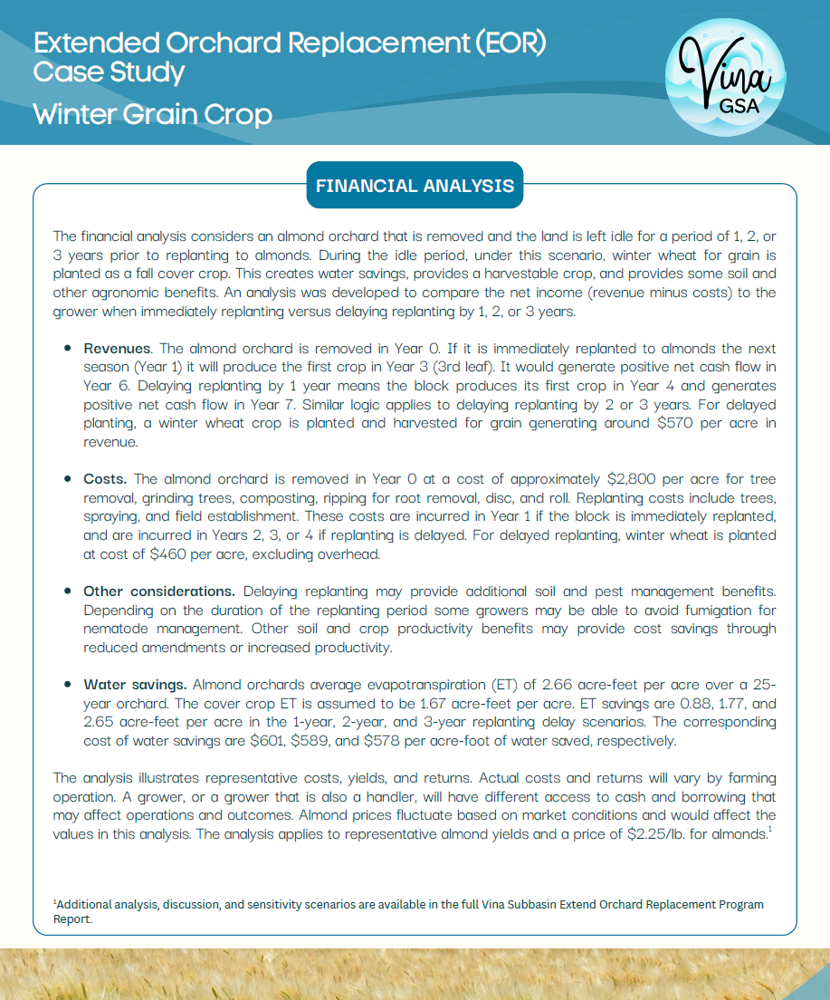 Extended Orchard Replacement (EOR)
Case Study
Winter Grain Crop
Vina
GSA
FINANCIAL ANALYSIS
The financial analysis considers an almond orchard that is removed and the land is left idle for a period of 1, 2, or
3 years prior to replanting to almonds. During the idle period, under this scenario, winter wheat for grain is
planted as a fall cover crop. This creates water savings, provides a harvestable crop, and provides some soil and
other agronomic benefits. An analysis was developed to compare the net income (revenue minus costs) to the
grower when immediately replanting versus delaying replanting by 1, 2, or 3 years.
• Revenues. The almond orchard is removed in Year 0. If it is immediately replanted to almonds the next
season (Year 1) it will produce the first crop in Year 3 (3rd leaf). It would generate positive net cash flow in
Year 6. Delaying replanting by 1 year means the block produces its first crop in Year 4 and generates
positive net cash flow in Year 7. Similar logic applies to delaying replanting by 2 or 3 years. For delayed
planting, a winter wheat crop is planted and harvested for grain generating around $570 per acre in
revenue.
• Costs. The almond orchard is removed in Year 0 at a cost of approximately $2,800 per acre for tree
removal, grinding trees, composting, ripping for root removal, disc, and roll. Replanting costs include trees,
spraying, and field establishment. These costs are incurred in Year 1 if the block is immediately replanted,
and are incurred in Years 2, 3, or 4 if replanting is delayed. For delayed replanting, winter wheat is planted
at cost of $460 per acre, excluding overhead.
• Other considerations. Delaying replanting may provide additional soil and pest management benefits.
Depending on the duration of the replanting period some growers may be able to avoid fumigation for
nematode management. Other soil and crop productivity benefits may provide cost savings through
reduced amendments or increased productivity.
• Water savings. Almond orchards average evapotranspiration (ET) of 2.66 acre-feet per acre over a 25-
year orchard. The cover crop ET is assumed to be 1.67 acre-feet per acre. ET savings are 0.88, 1.77, and
2.65 acre-feet per acre in the 1-year, 2-year, and 3-year replanting delay scenarios. The corresponding
cost of water savings are $601, $589, and $578 per acre-foot of water saved, respectively.
The analysis illustrates representative costs, yields, and returns. Actual costs and returns will vary by farming
operation. A grower, or a grower that is also a handler, will have different access to cash and borrowing that
may affect operations and outcomes. Almond prices fluctuate based on market conditions and would affect the
values in this analysis. The analysis applies to representative almond yields and a price of $2.25/lb. for almonds.¹
¹Additional analysis, discussion, and sensitivity scenarios are available in the full Vina Subbasin Extend Orchard Replacement Program
Report.